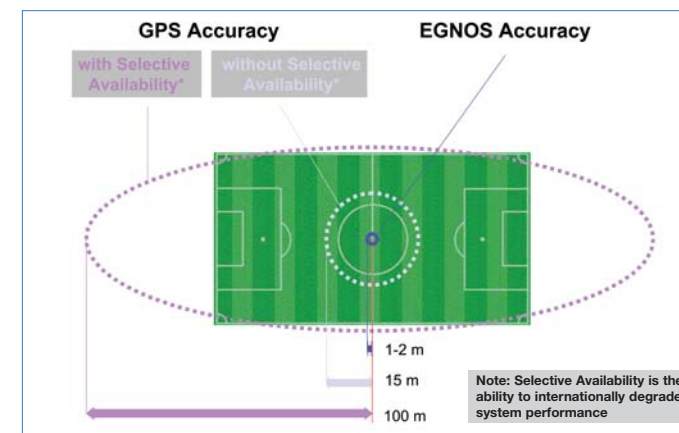 GPS Accuracy
EGNOS Accuracy
with Selective
Availability*
without Selective
Availability*
1-2 m
15 m
100 m
Note: Selective Availability is the
ability to internationally degrade
system performance